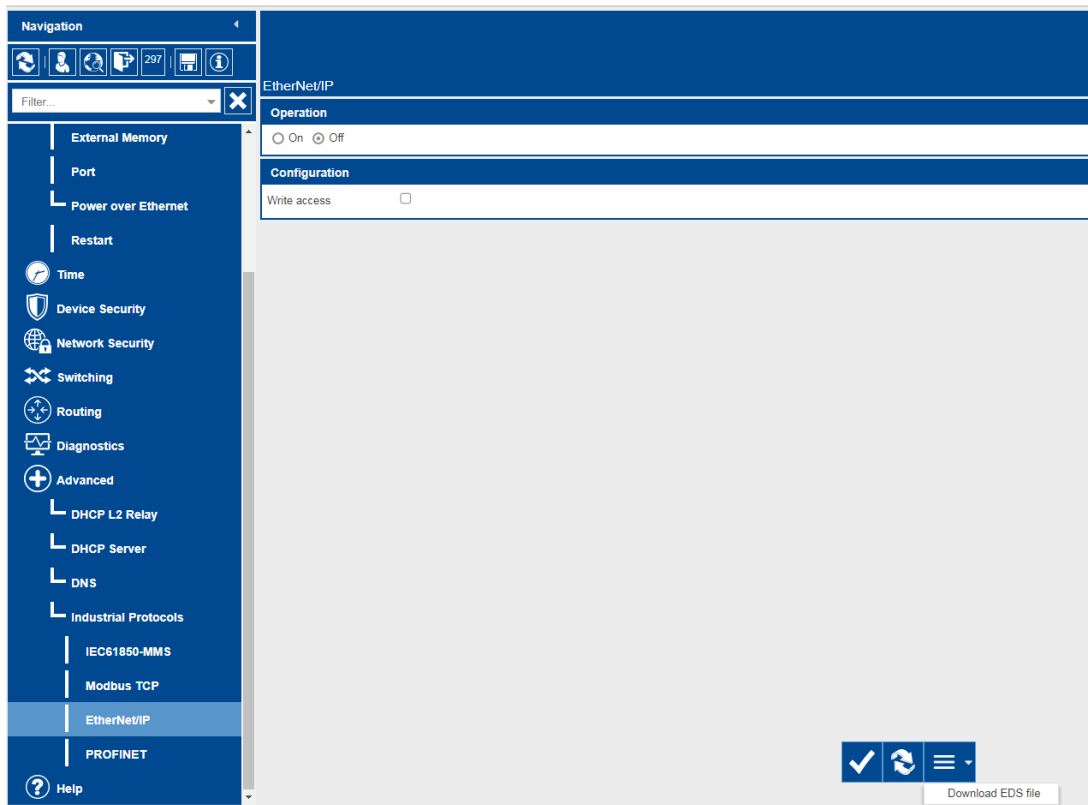 Navigation
297
Filter...
External Memory
Port
Power over Ethernet
Restart
Time
Device Security
Network Security
Switching
Routing
Diagnostics
Advanced
DHCP L2 Relay
DHCP Server
DNS
Industrial Protocols
IEC61850-MMS
Modbus TCP
EtherNet/IP
PROFINET
Help
EtherNet/IP
Operation
On Off
Configuration
Write access
Download EDS file